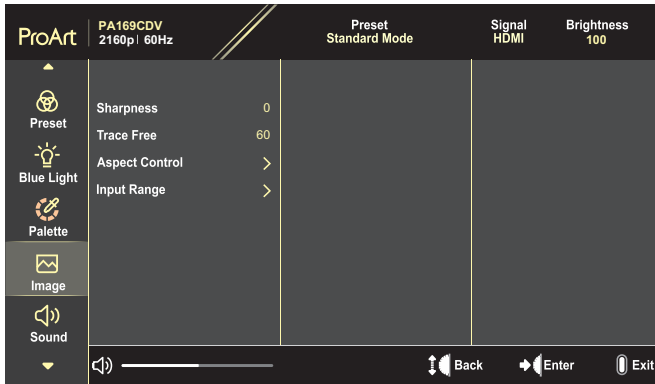 ProArt
PA169CDV
2160p | 60Hz
Preset
Standard Mode
Signal
HDMI
Brightness
100
Preset
Blue Light
Palette
Image
Sound
Sharpness 0
Trace Free 60
Aspect Control
Input Range
Back
Enter
Exit